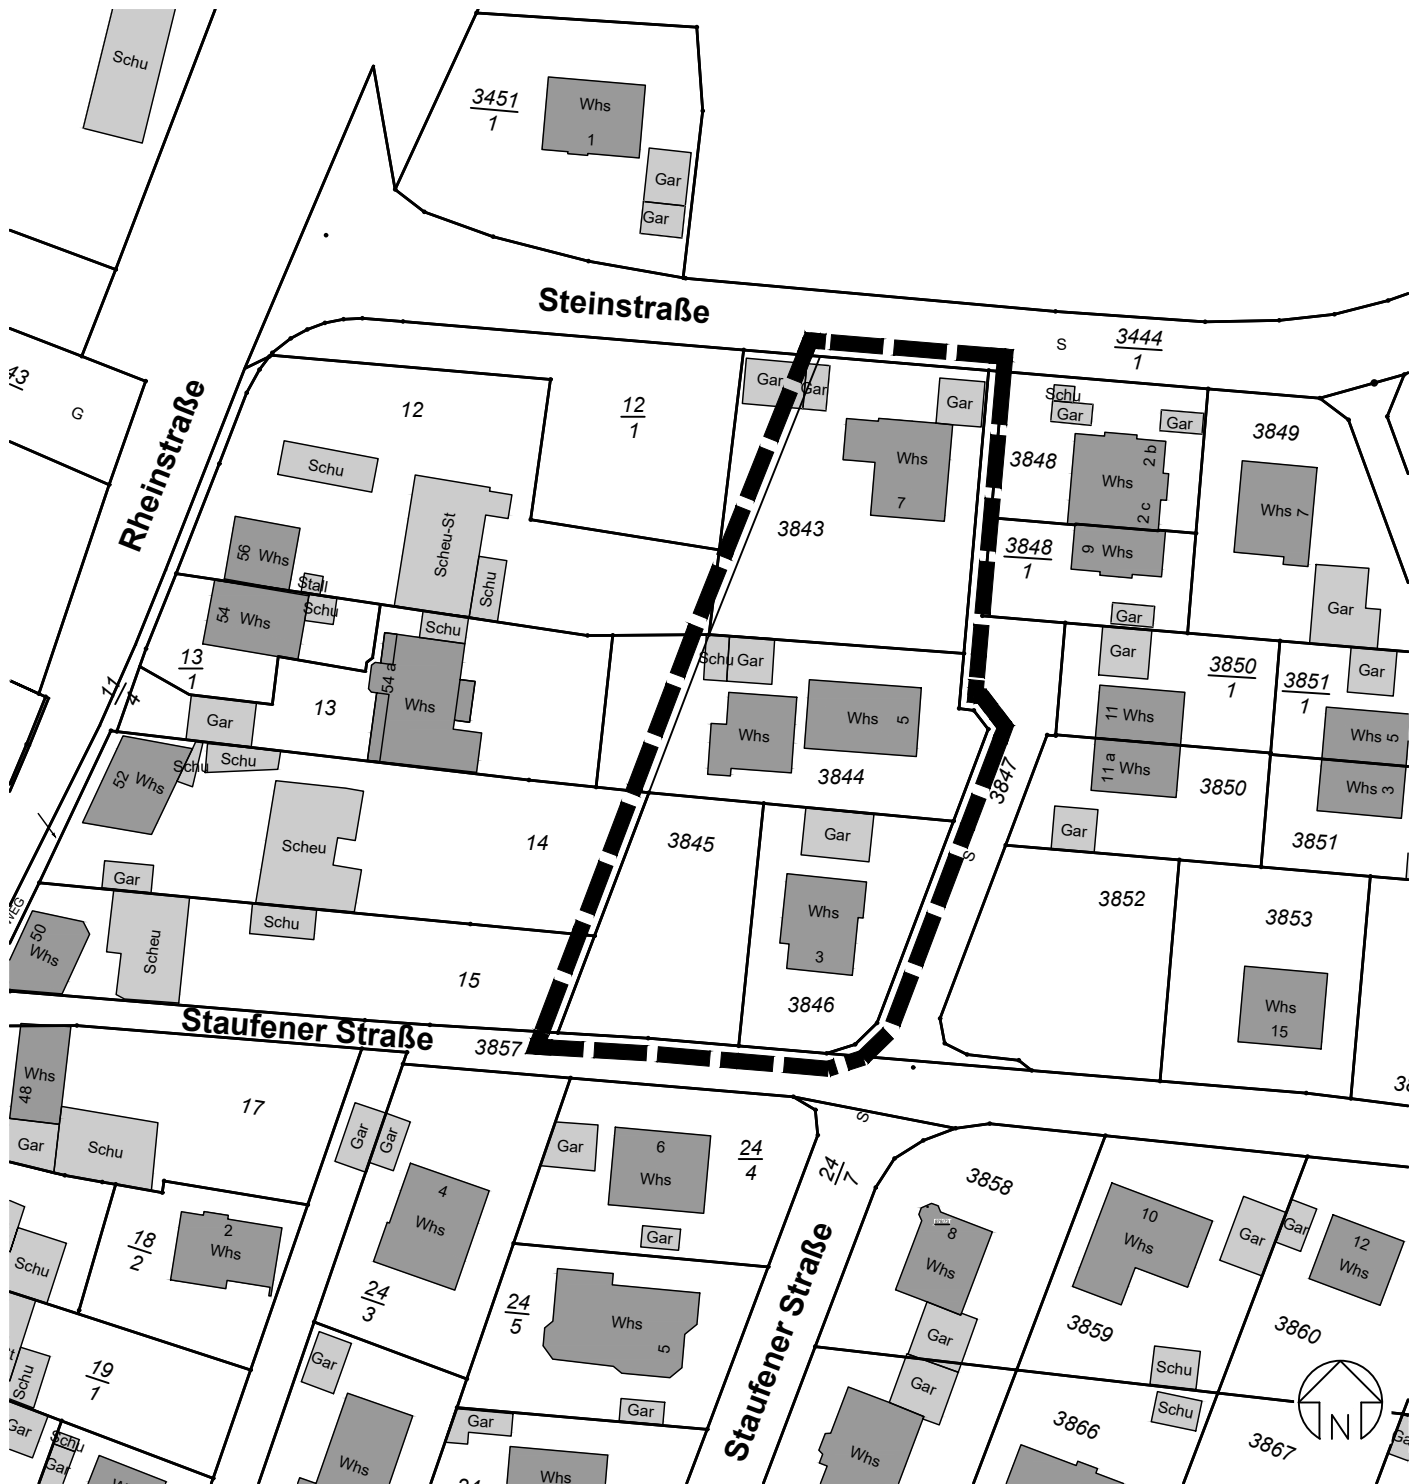 Schu
3451
1
Whs
1
Gar
Gar
Steinstraße
S
3444
1
43
G
Rheinstraße
12
12
1
Gar
Gar
Gar
Schu
Gar
Gar
3849
3848
Whs
2 b
2 c
Whs
7
Schu
Scheu-St
Schu
Whs
7
3843
3848
1
9
Whs
56
Whs
Stall
Schu
54
Whs
Schu
Gar
Gar
Gar
13
1
54 a
Whs
13
Schu
Gar
3850
1
3851
1
Gar
11
4
Gar
Whs
Whs
5
11
Whs
Whs
5
Schu
Schu
52
Whs
3844
3847
11 a
Whs
3850
Whs
3
Scheu
14
3845
Gar
S
Gar
3851
Gar
3852
3853
50
Whs
Scheu
Schu
Whs
3
15
3846
Whs
15
Staufener Straße
3857
Whs
48
17
Gar
Schu
Gar
Gar
Gar
6
Whs
24
4
S
24
7
3858
4
Whs
Gar
18
2
2
Whs
Schu
24
3
24
5
Whs
5
Staufener Straße
8
Whs
10
Whs
Gar
Gar
12
Whs
3859
3860
Gar
Gar
Schu
19
1
Schu
Gar
Schu
Gar
Gar
Gar
Gar
Schu
3866
3867
N
Whs
Whs
Whs